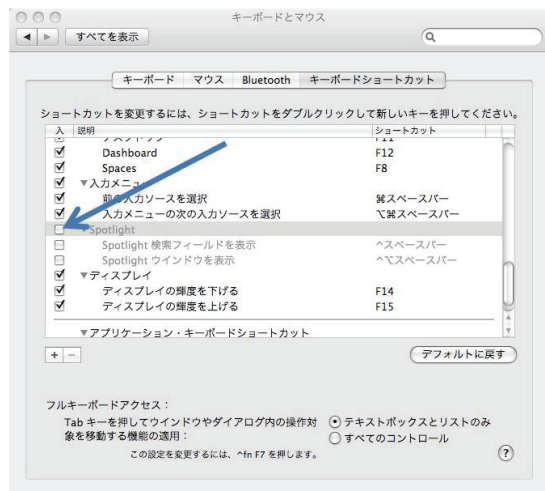 キーボードとマウス
すべてを表示
キーボード マウス Bluetooth キーボードショートカット
ショートカットを変更するには、ショートカットをダブルクリックして新しいキーを押してください。
入 説明 ショートカット
Dashboard F12
Spaces F8
▼入力メニュー
前の入力ソースを選択 ⌘スペースバー
入力メニューの次の入力ソースを選択 ⌥⌘スペースバー
▼Spotlight
Spotlight 検索フィールドを表示 ^スペースバー
Spotlight ウインドウを表示 ^⌥スペースバー
▼ディスプレイ
ディスプレイの輝度を下げる F14
ディスプレイの輝度を上げる F15
▼アプリケーション・キーボードショートカット
+ − デフォルトに戻す
フルキーボードアクセス：
Tab キーを押してウインドウやダイアログ内の操作対
象を移動する機能の適用：
テキストボックスとリストのみ
すべてのコントロール
この設定を変更するには、^fn F7 を押します。
?